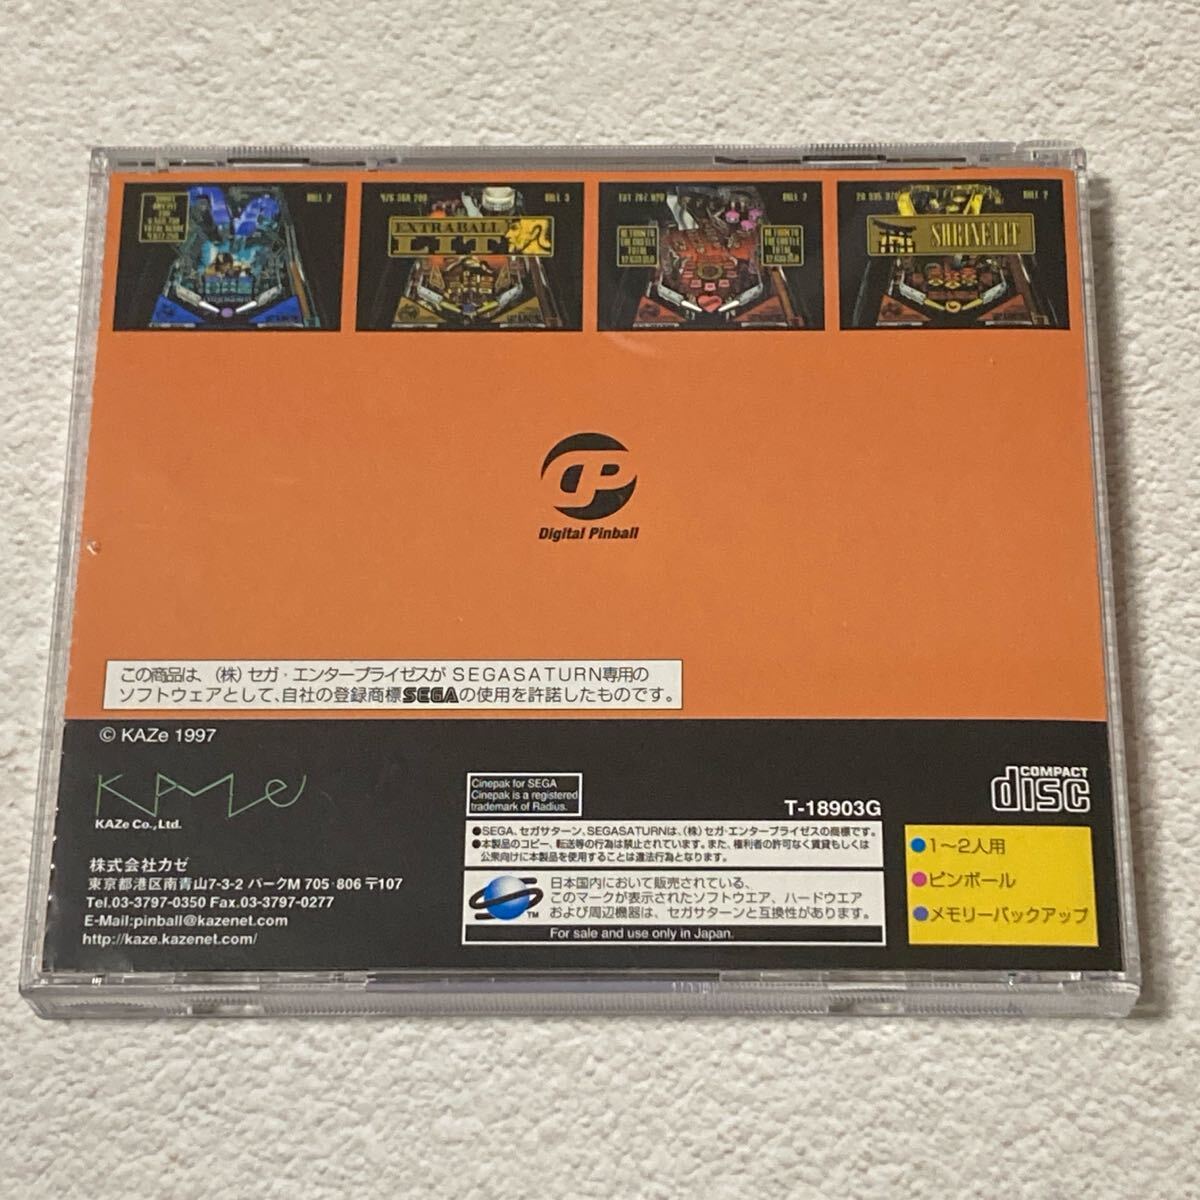 BALL 2
EXTRABALL
LIT
BALL 3
RETURN TO
THE CASTLE
TOTAL
RETURN TO
THE CASTLE
TOTAL
BALL 2
SHRINE LIT
BALL 2
DP
Digital Pinball
この商品は、(株)セガ・エンタープライゼスがSEGASATURN専用の
ソフトウェアとして、自社の登録商標SEGAの使用を許諾したものです。
© KAZe 1997
KAZe
KAZe Co.,Ltd.
株式会社カゼ
東京都港区南青山7-3-2 パークM 705・806 〒107
Tel.03-3797-0350 Fax.03-3797-0277
E-Mail:pinball@kazenet.com
http://kaze.kazenet.com/
Cinepak for SEGA
Cinepak is a registered
trademark of Radius.
T-18903G
COMPACT
disc
●SEGA、セガサターン、SEGASATURNは、(株)セガ・エンタープライゼスの商標です。
●本製品のコピー、転送等の行為は禁止されています。また、権利者の許可なく賃貸もしくは
公衆向けに本製品を使用することは違法行為となります。
日本国内において販売されている、
このマークが表示されたソフトウエア、ハードウエア
および周辺機器は、セガサターンと互換性があります。
TM
For sale and use only in Japan.
●1〜2人用
●ピンボール
●メモリーバックアップ